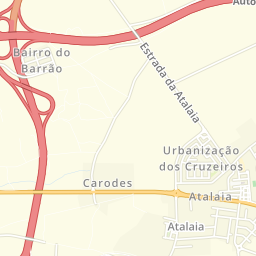 Auto
Bairro do
Barrão
Estrada da Atalaia
Urbanização
dos Cruzeiros
Carodes
Atalaia
Atalaia